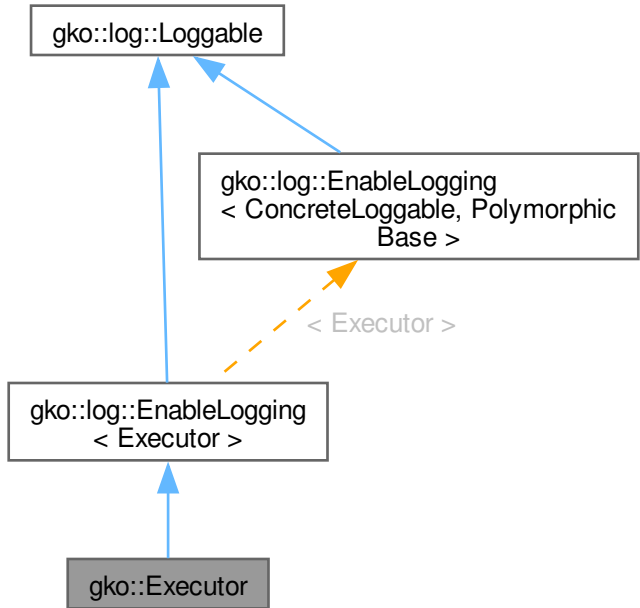 gko::log::Loggable
gko::log::EnableLogging
< ConcreteLoggable, Polymorphic
Base >
< Executor >
gko::log::EnableLogging
< Executor >
gko::Executor